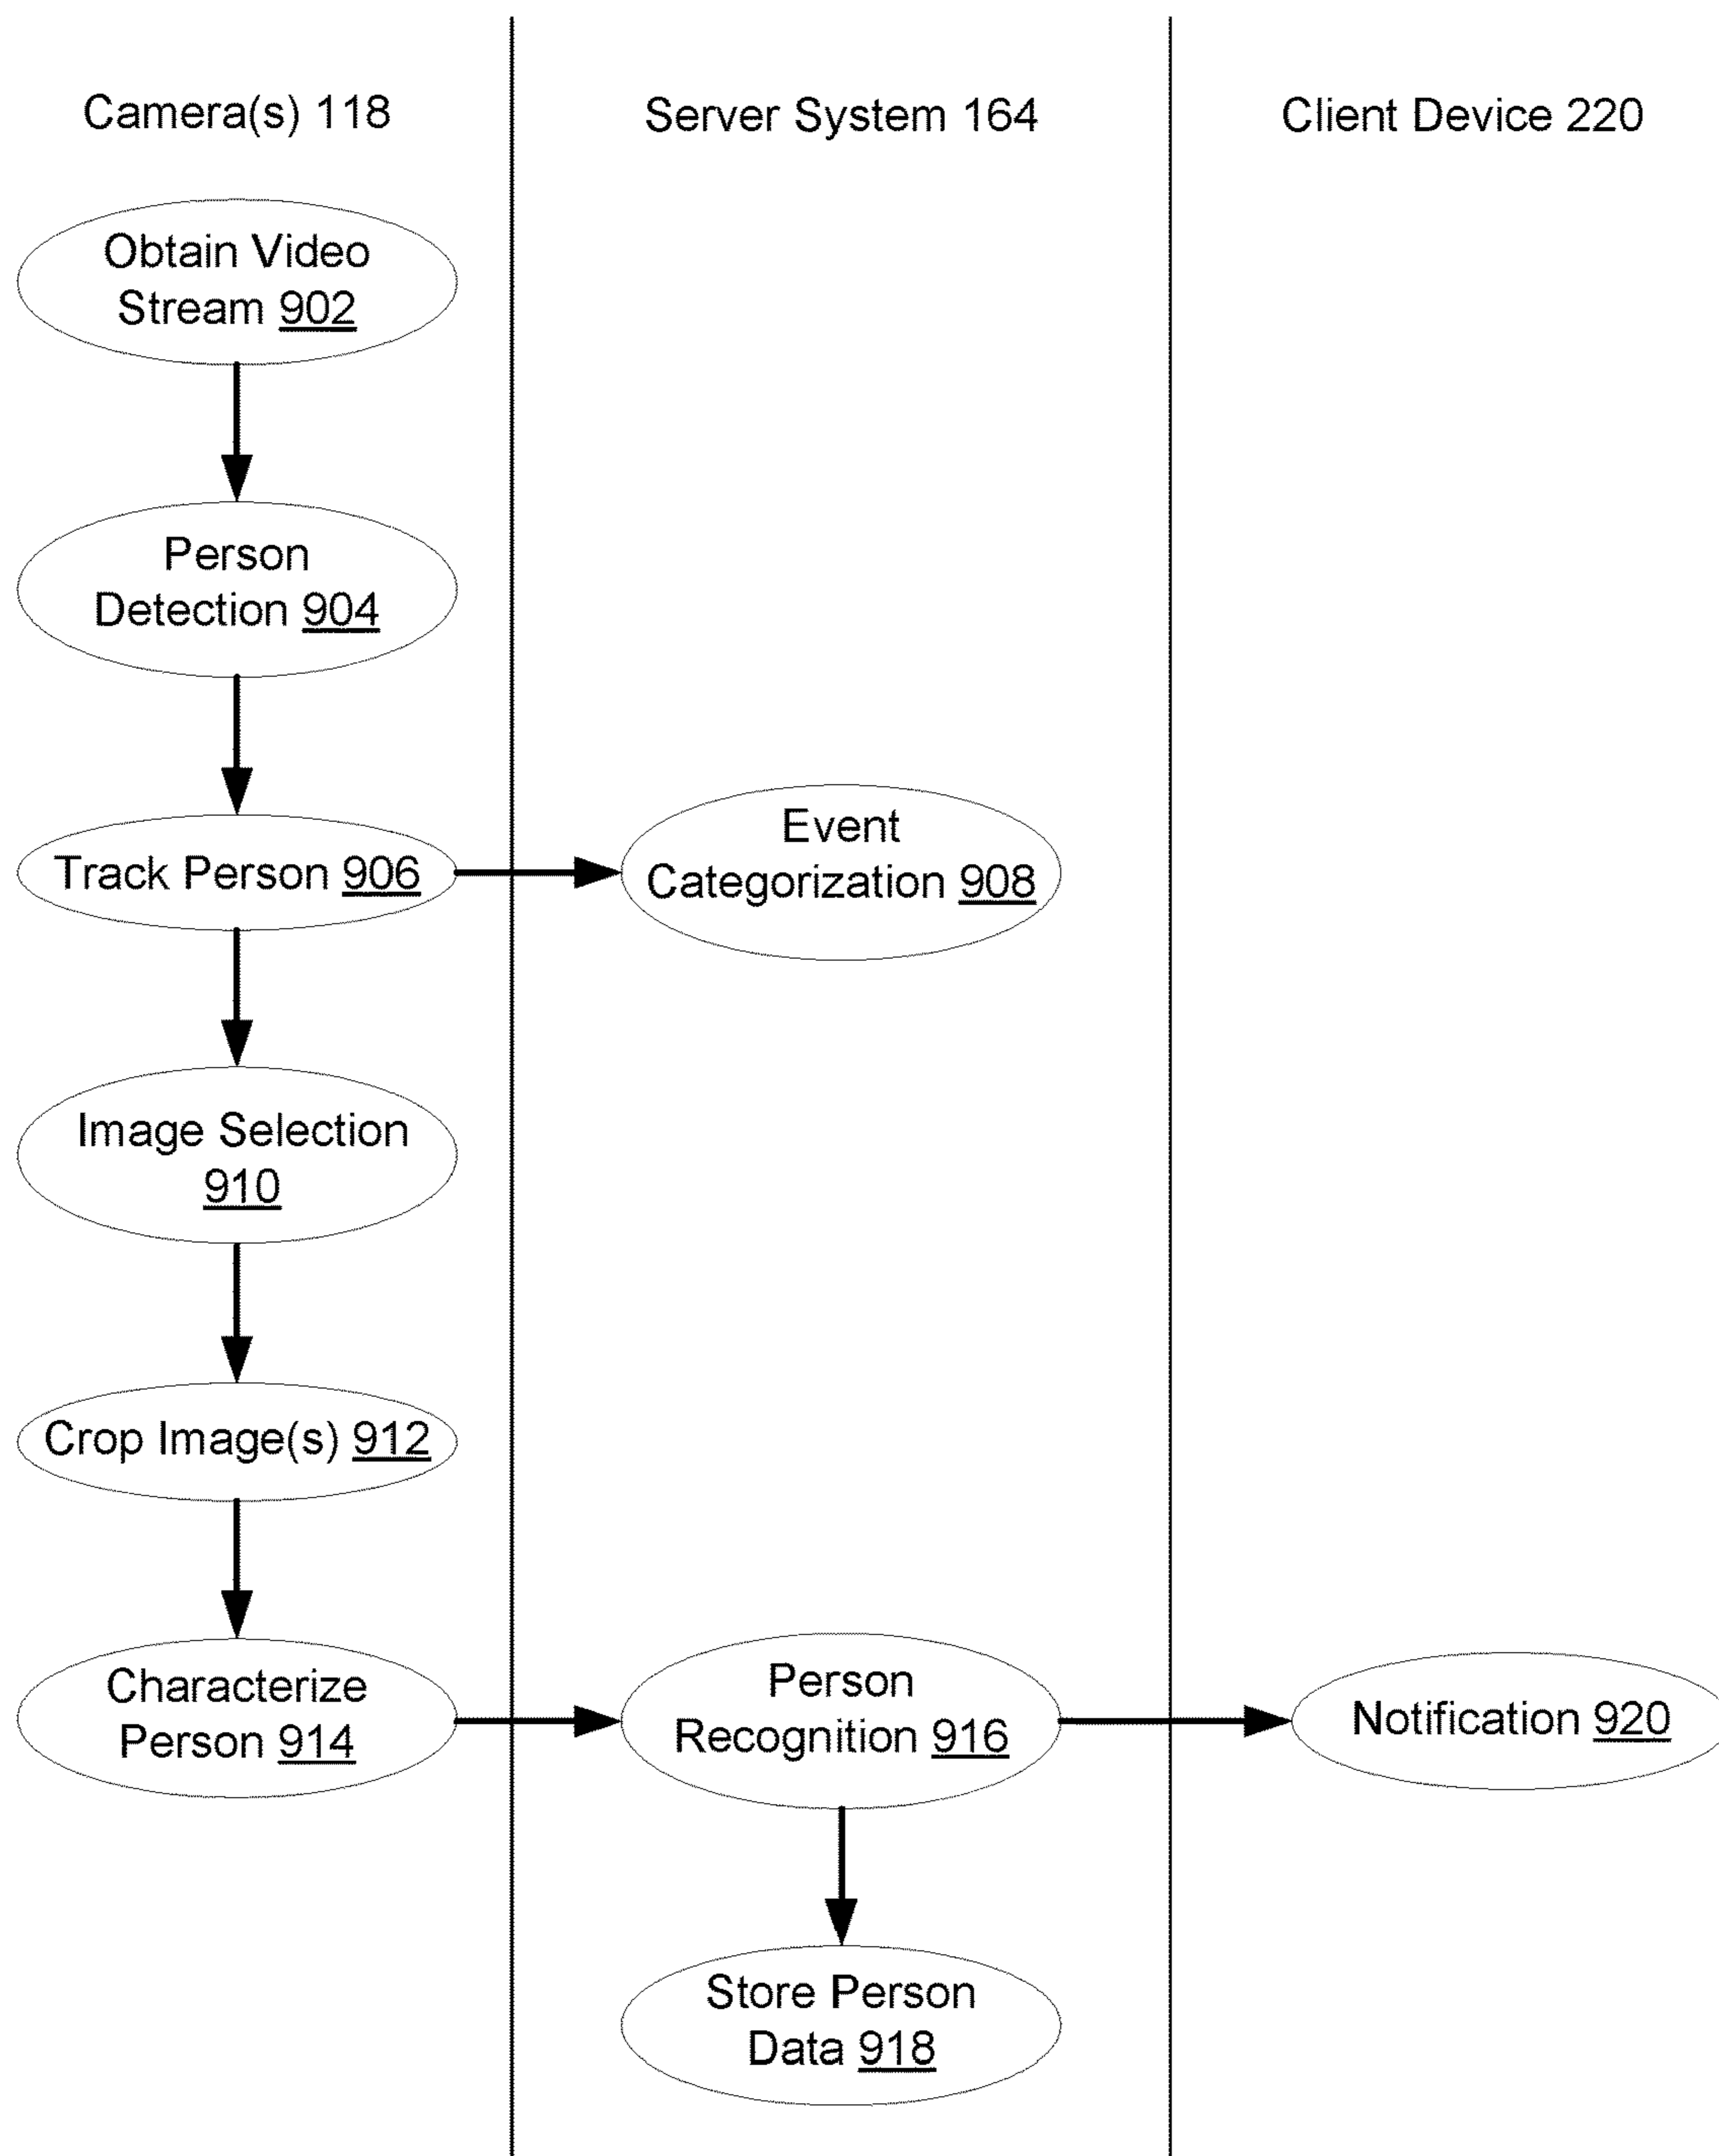 Camera(s) 118
Server System 164
Client Device 220
Obtain Video
Stream 902
Person
Detection 904
Track Person 906
Event
Categorization 908
Image Selection
910
Crop Image(s) 912
Characterize
Person 914
Person
Recognition 916
Notification 920
Store Person
Data 918